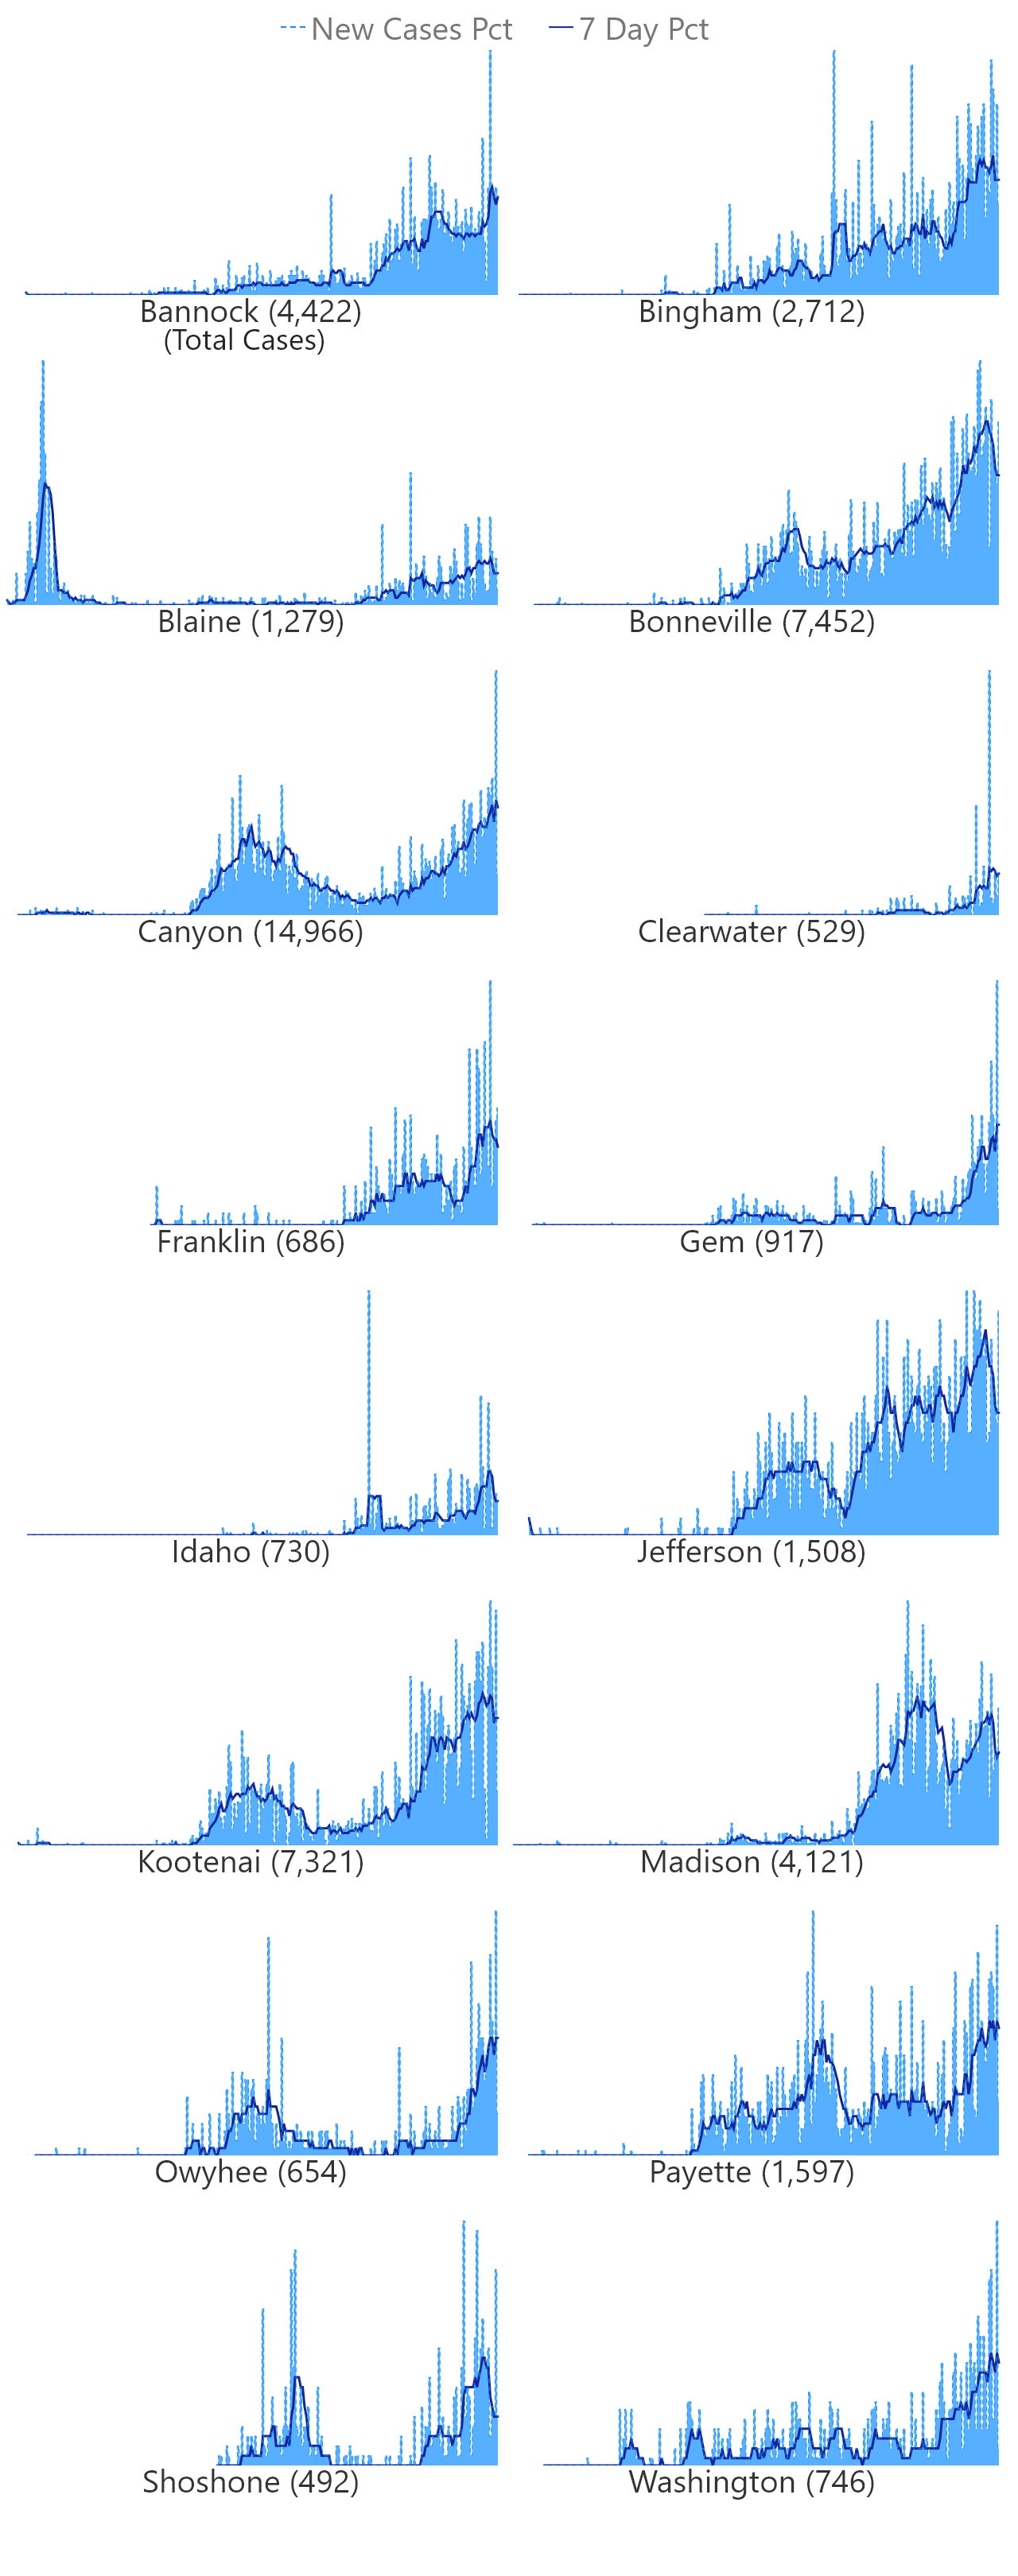 New Cases Pct 7 Day Pct
Bannock (4,422) Bingham (2,712)
(Total Cases)
Blaine (1,279) Bonneville (7,452)
Canyon (14,966) Clearwater (529)
Franklin (686) Gem (917)
Idaho (730) Jefferson (1,508)
Kootenai (7,321) Madison (4,121)
Owyhee (654) Payette (1,597)
Shoshone (492) Washington (746)